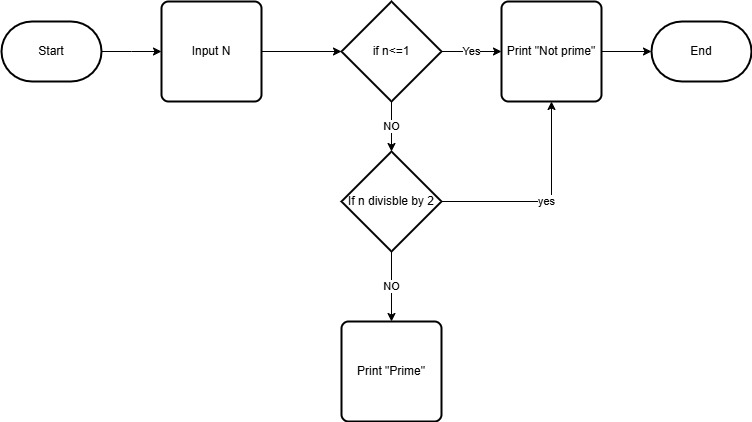 Start
Input N
if n<=1
Yes
Print "Not prime"
End
NO
If n divisble by 2
yes
NO
Print "Prime"